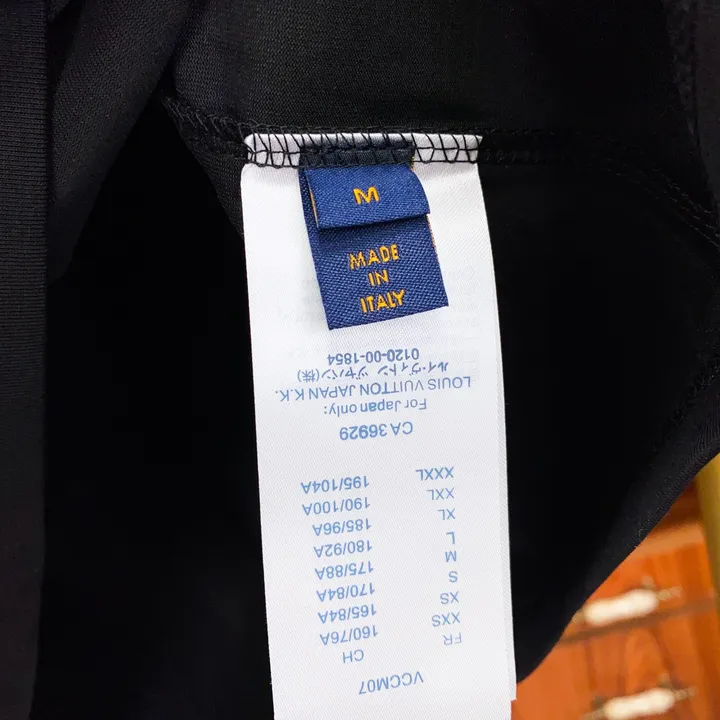 M
MADE
IN
ITALY
VCCM07
FR CH
XXS 160/76A
XS 165/84A
S 170/84A
M 175/88A
L 180/92A
XL 185/96A
XXL 190/100A
XXXL 195/104A
CA 36929
For Japan only:
LOUIS VUITTON JAPAN K.K.
ルイ・ヴィトン ジャパン(株)
0120-00-1854